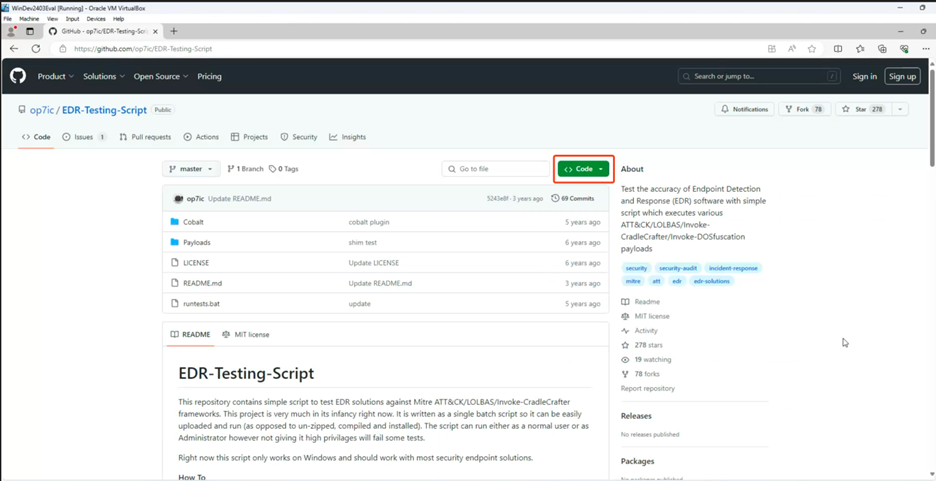 WinDev2403Eval [Running] - Oracle VM VirtualBox
File Machine View Input Devices Help
GitHub - op7ic/EDR-Testing-Scri
https://github.com/op7ic/EDR-Testing-Script
Product Solutions Open Source Pricing
Search or jump to... /
Sign in Sign up
op7ic / EDR-Testing-Script Public
Notifications Fork 78 Star 278
Code Issues 1 Pull requests Actions Projects Security Insights
master 1 Branch 0 Tags
Go to file
Code
op7ic Update README.md 5243e8f · 3 years ago 69 Commits
Cobalt cobalt plugin 5 years ago
Payloads shim test 6 years ago
LICENSE Update LICENSE 6 years ago
README.md Update README.md 3 years ago
runtests.bat update 5 years ago
README MIT license
EDR-Testing-Script
This repository contains simple script to test EDR solutions against Mitre ATT&CK/LOLBAS/Invoke-CradleCrafter
frameworks. This project is very much in its infancy right now. It is written as a single batch script so it can be easily
uploaded and run (as opposed to un-zipped, compiled and installed). The script can run either as a normal user or as
Administrator however not giving it high privilages will fail some tests.
Right now this script only works on Windows and should work with most security endpoint solutions.
How To
About
Test the accuracy of Endpoint Detection
and Response (EDR) software with simple
script which executes various
ATT&CK/LOLBAS/Invoke-
CradleCrafter/Invoke-DOSfuscation
payloads
security security-audit incident-response
mitre att edr edr-solutions
Readme
MIT license
Activity
278 stars
19 watching
78 forks
Report repository
Releases
No releases published
Packages
No packages published